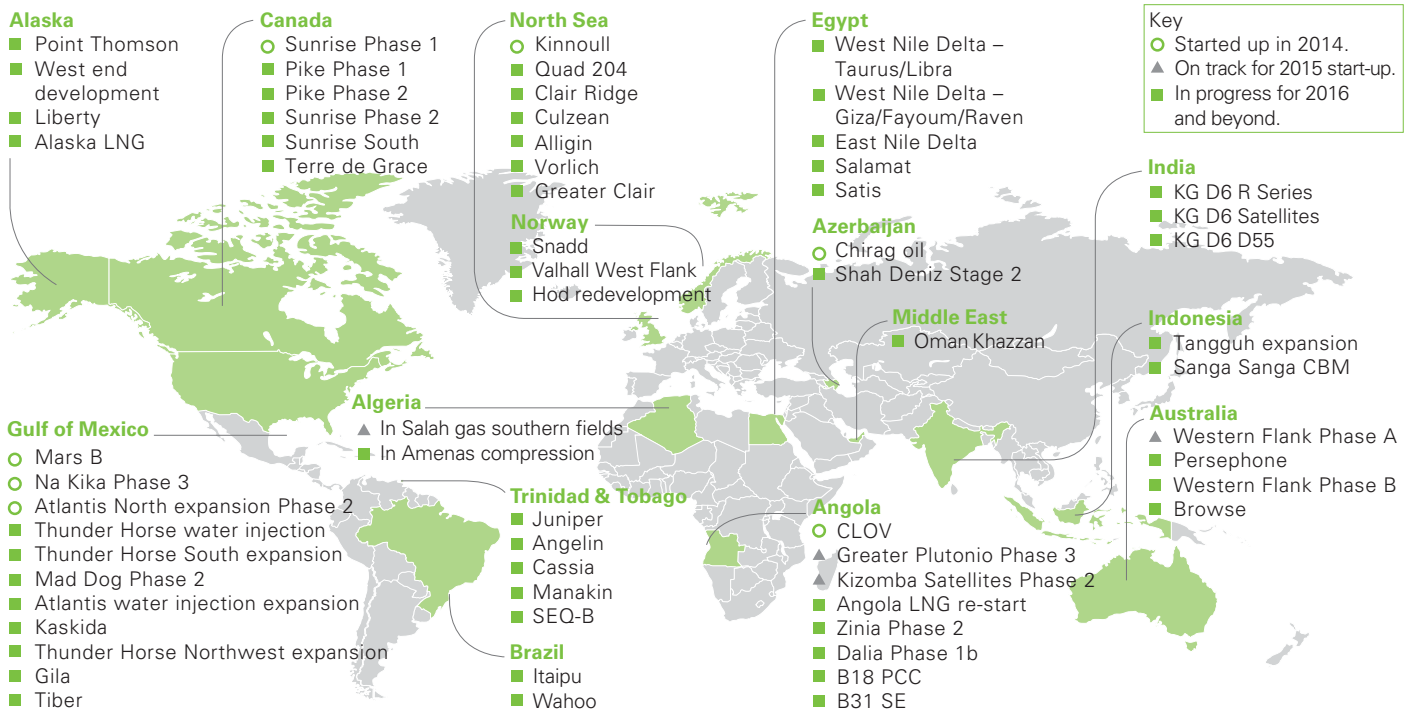 Alaska
Point Thomson
West end
development
Liberty
Alaska LNG
Canada
Sunrise Phase 1
Pike Phase 1
Pike Phase 2
Sunrise Phase 2
Sunrise South
Terre de Grace
North Sea
Kinnoull
Quad 204
Clair Ridge
Culzean
Alligin
Vorlich
Greater Clair
Norway
Snadd
Valhall West Flank
Hod redevelopment
Egypt
West Nile Delta –
Taurus/Libra
West Nile Delta –
Giza/Fayoum/Raven
East Nile Delta
Salamat
Satis
Azerbaijan
Chirag oil
Shah Deniz Stage 2
Middle East
Oman Khazzan
Key
Started up in 2014.
On track for 2015 start-up.
In progress for 2016
and beyond.
India
KG D6 R Series
KG D6 Satellites
KG D6 D55
Indonesia
Tangguh expansion
Sanga Sanga CBM
Australia
Western Flank Phase A
Persephone
Western Flank Phase B
Browse
Algeria
In Salah gas southern fields
In Amenas compression
Gulf of Mexico
Mars B
Na Kika Phase 3
Atlantis North expansion Phase 2
Thunder Horse water injection
Thunder Horse South expansion
Mad Dog Phase 2
Atlantis water injection expansion
Kaskida
Thunder Horse Northwest expansion
Gila
Tiber
Trinidad & Tobago
Juniper
Angelin
Cassia
Manakin
SEQ-B
Brazil
Itaipu
Wahoo
Angola
CLOV
Greater Plutonio Phase 3
Kizomba Satellites Phase 2
Angola LNG re-start
Zinia Phase 2
Dalia Phase 1b
B18 PCC
B31 SE